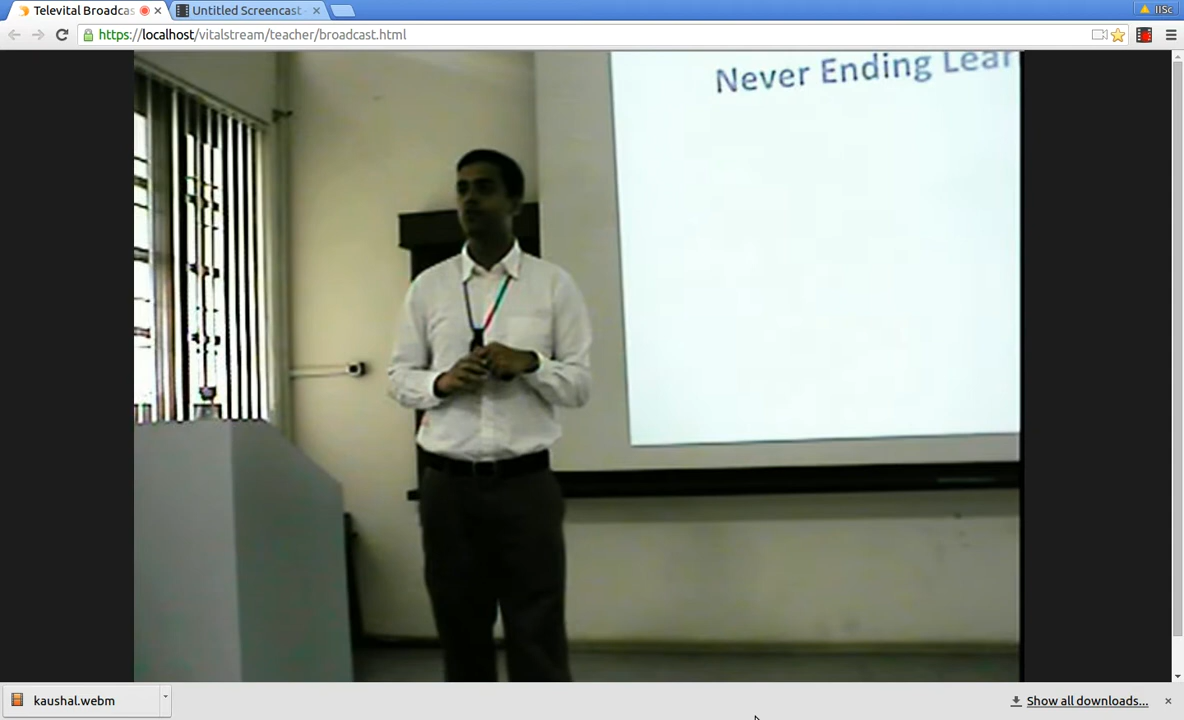 Televital Broadcas
Untitled Screencast
IISc
https://localhost/vitalstream/teacher/broadcast.html
Never Ending Lear
kaushal.webm
Show all downloads...